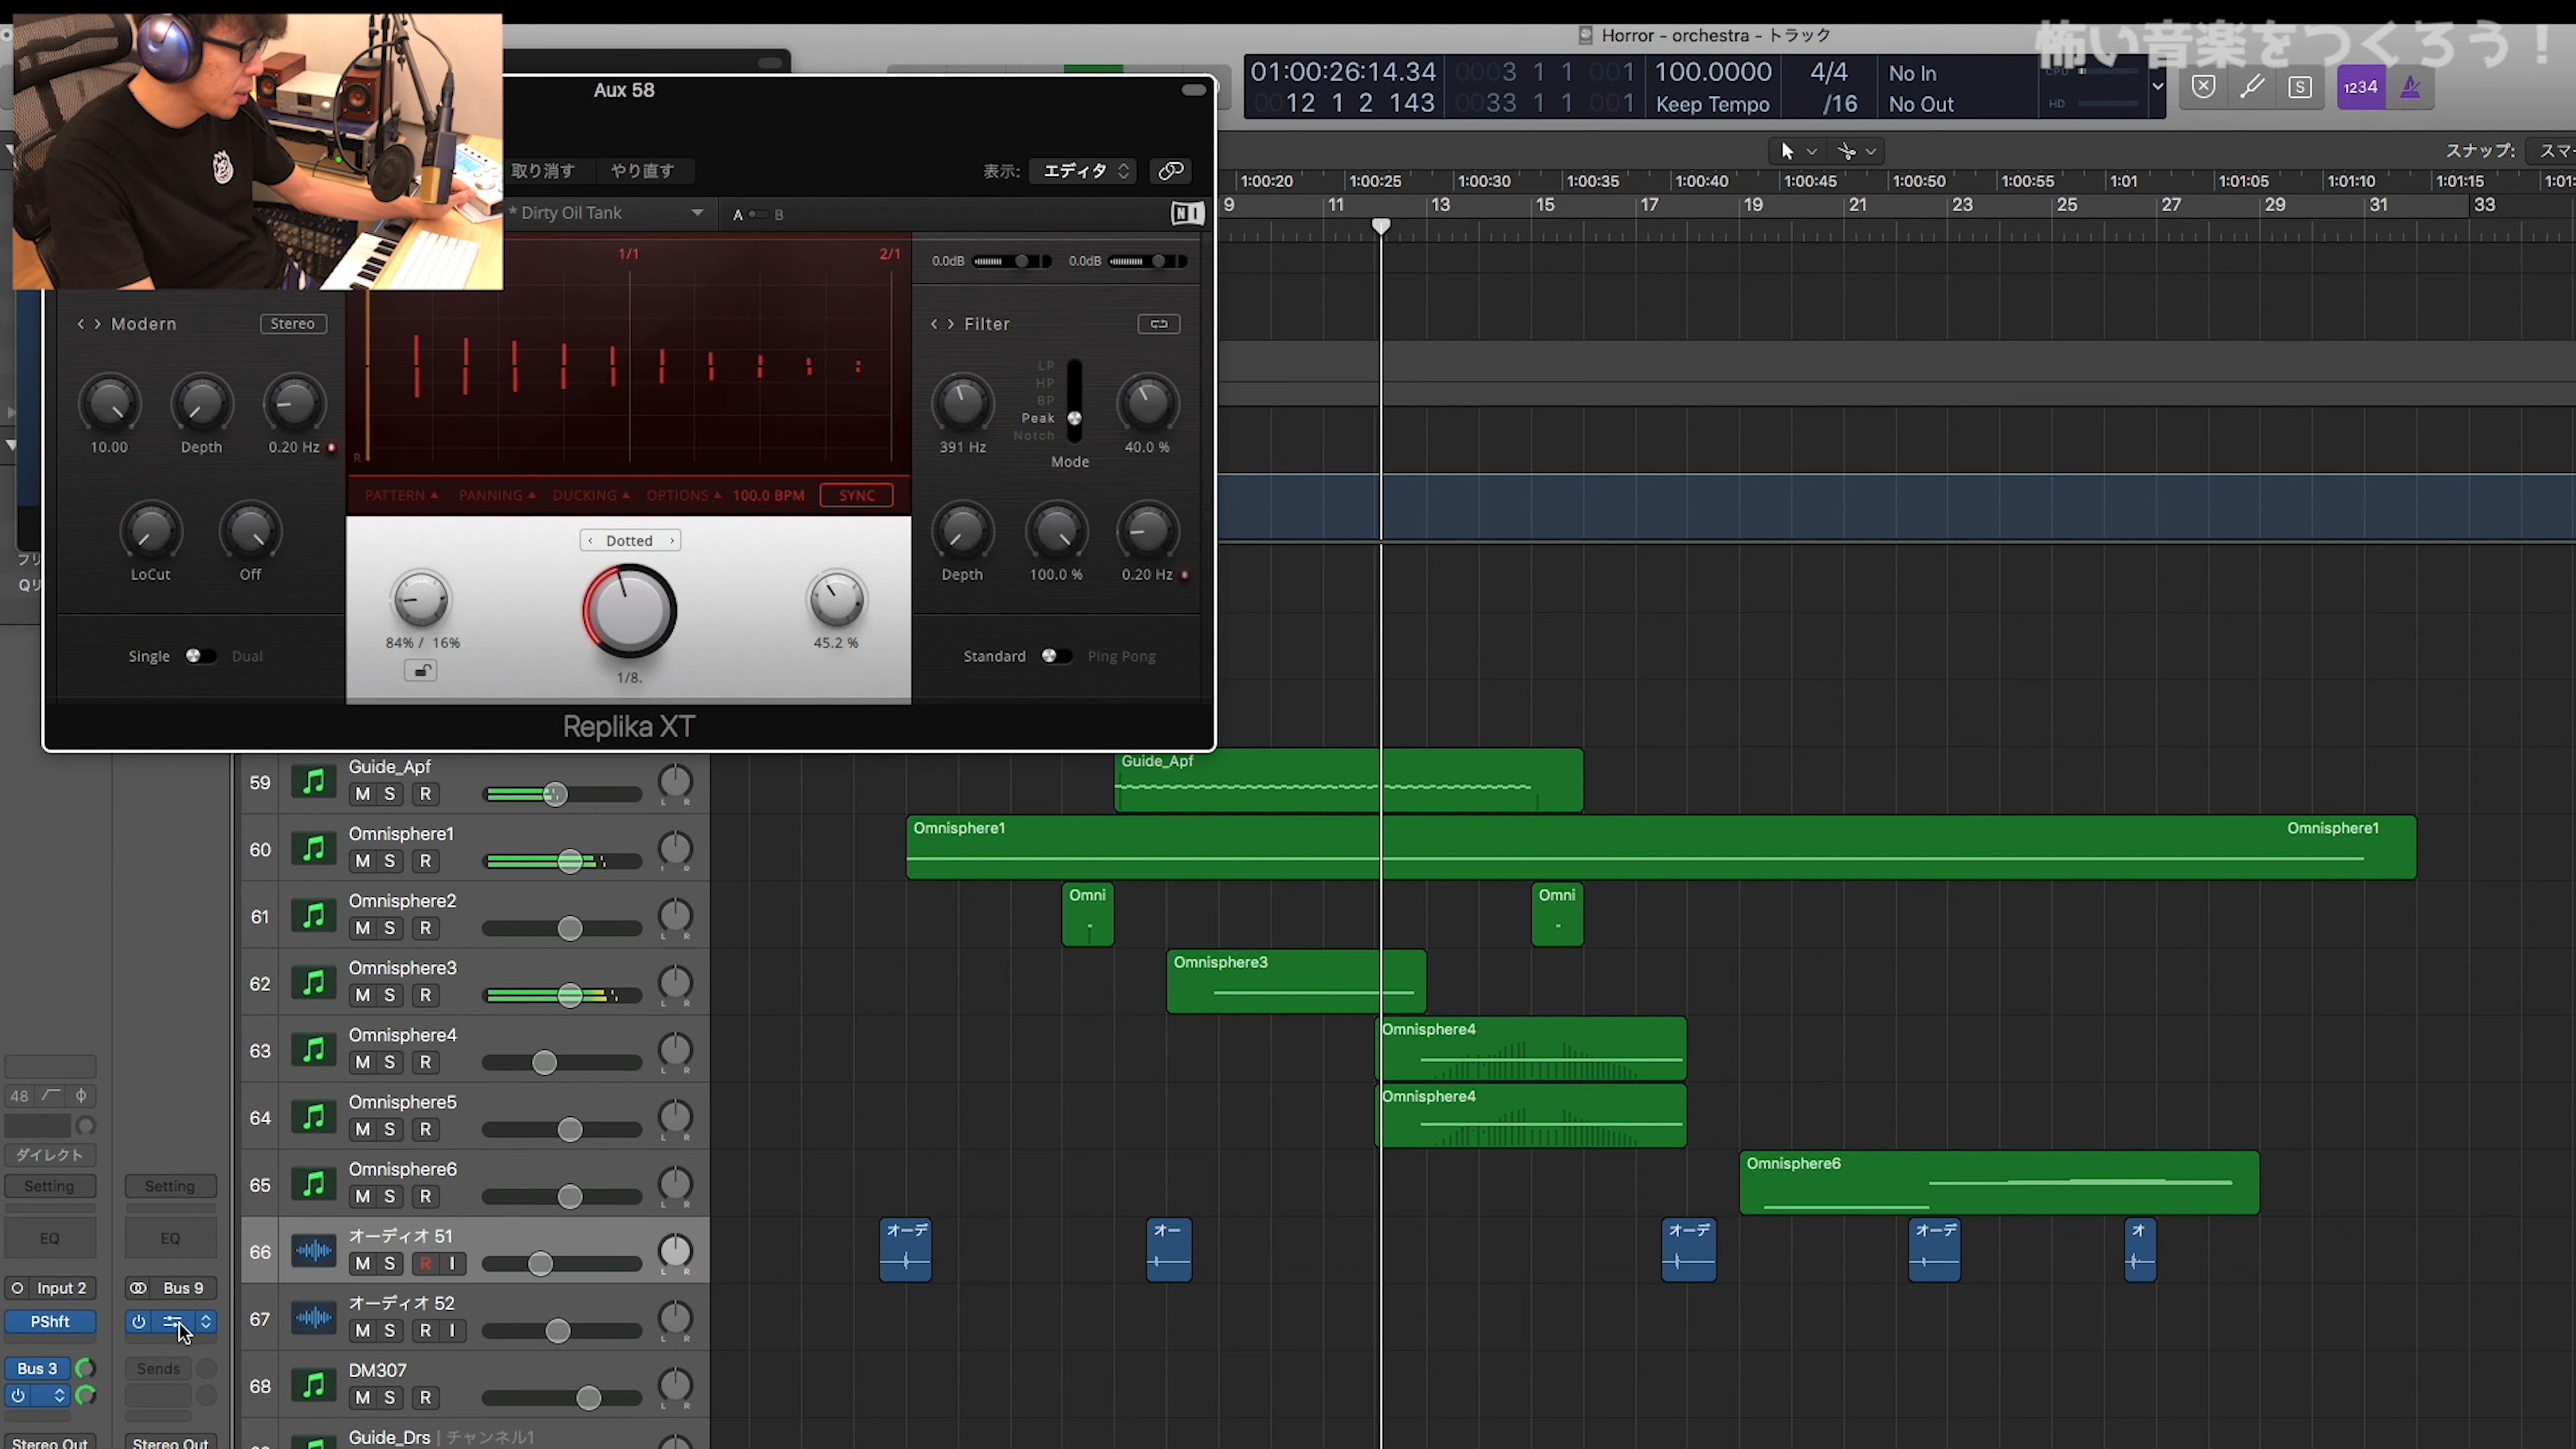 Horror - orchestra - トラック
怖い音楽をつくろう！
Aux 58
01:00:26:14.34
0003 1 1 001
100.0000
4/4
No In
CPU
0012 1 2 143
0033 1 1 001
Keep Tempo
/16
No Out
HD
S
1234
取り消す
やり直す
表示:
エディタ
スナップ:
スマー
* Dirty Oil Tank
A
B
NI
1:00:20
1:00:25
1:00:30
1:00:35
1:00:40
1:00:45
1:00:50
1:00:55
1:01
1:01:05
1:01:10
1:01:15
9
11
13
15
17
19
21
23
25
27
29
31
33
1/1
2/1
0.0dB
0.0dB
Modern
Stereo
Filter
LP
HP
BP
Peak
Notch
Mode
10.00
Depth
0.20 Hz
391 Hz
40.0 %
R
PATTERN
PANNING
DUCKING
OPTIONS
100.0 BPM
SYNC
Dotted
LoCut
Off
Depth
100.0 %
0.20 Hz
84% / 16%
45.2 %
1/8.
Single
Dual
Standard
Ping Pong
Replika XT
59
Guide_Apf
M S R
L R
Guide_Apf
60
Omnisphere1
M S R
L R
Omnisphere1
Omnisphere1
61
Omnisphere2
M S R
L R
Omni
Omni
62
Omnisphere3
M S R
L R
Omnisphere3
63
Omnisphere4
M S R
L R
Omnisphere4
64
Omnisphere5
M S R
L R
Omnisphere4
65
Omnisphere6
M S R
L R
Omnisphere6
66
オーディオ 51
M S R I
L R
オーデ
オー
オーデ
オーデ
オ
67
オーディオ 52
M S R I
L R
68
DM307
M S R
L R
Guide_Drs | チャンネル1
48
ダイレクト
Setting
Setting
EQ
EQ
Input 2
Bus 9
PShft
Bus 3
Sends
Stereo Out
Stereo Out